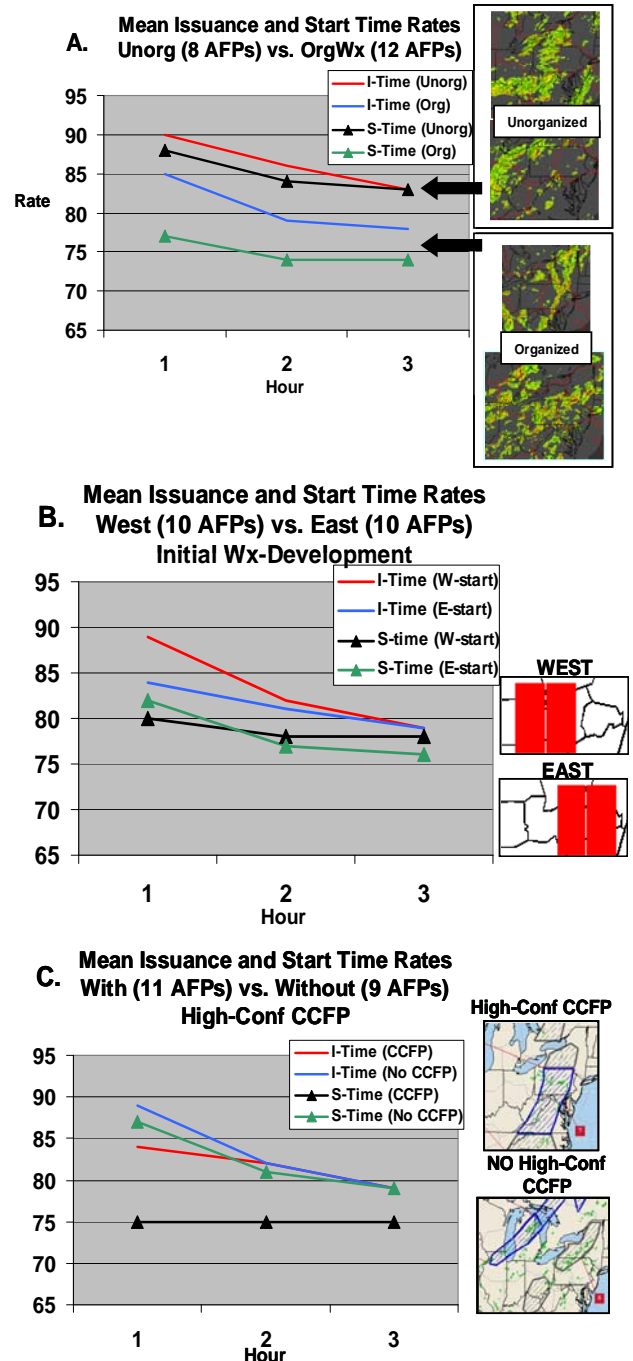 A.
Mean Issuance and Start Time Rates
Unorg (8 AFPs) vs. OrgWx (12 AFPs)
I-Time (Unorg)
I-Time (Org)
S-Time (Unorg)
S-Time (Org)
95
90
85
80
75
70
65
Rate
1 2 3
Hour
Unorganized
Organized
B.
Mean Issuance and Start Time Rates
West (10 AFPs) vs. East (10 AFPs)
Initial Wx-Development
I-Time (W-start)
I-Time (E-start)
S-time (W-start)
S-Time (E-start)
95
90
85
80
75
70
65
1 2 3
Hour
WEST
EAST
C.
Mean Issuance and Start Time Rates
With (11 AFPs) vs. Without (9 AFPs)
High-Conf CCFP
I-Time (CCFP)
I-Time (No CCFP)
S-Time (CCFP)
S-Time (No CCFP)
95
90
85
80
75
70
65
1 2 3
Hour
High-Conf CCFP
NO High-Conf
CCFP